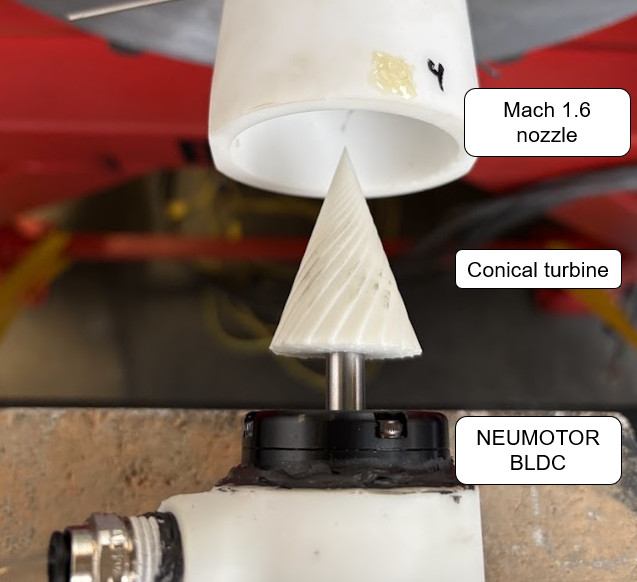 4
Mach 1.6
nozzle
Conical turbine
NEUMOTOR
BLDC